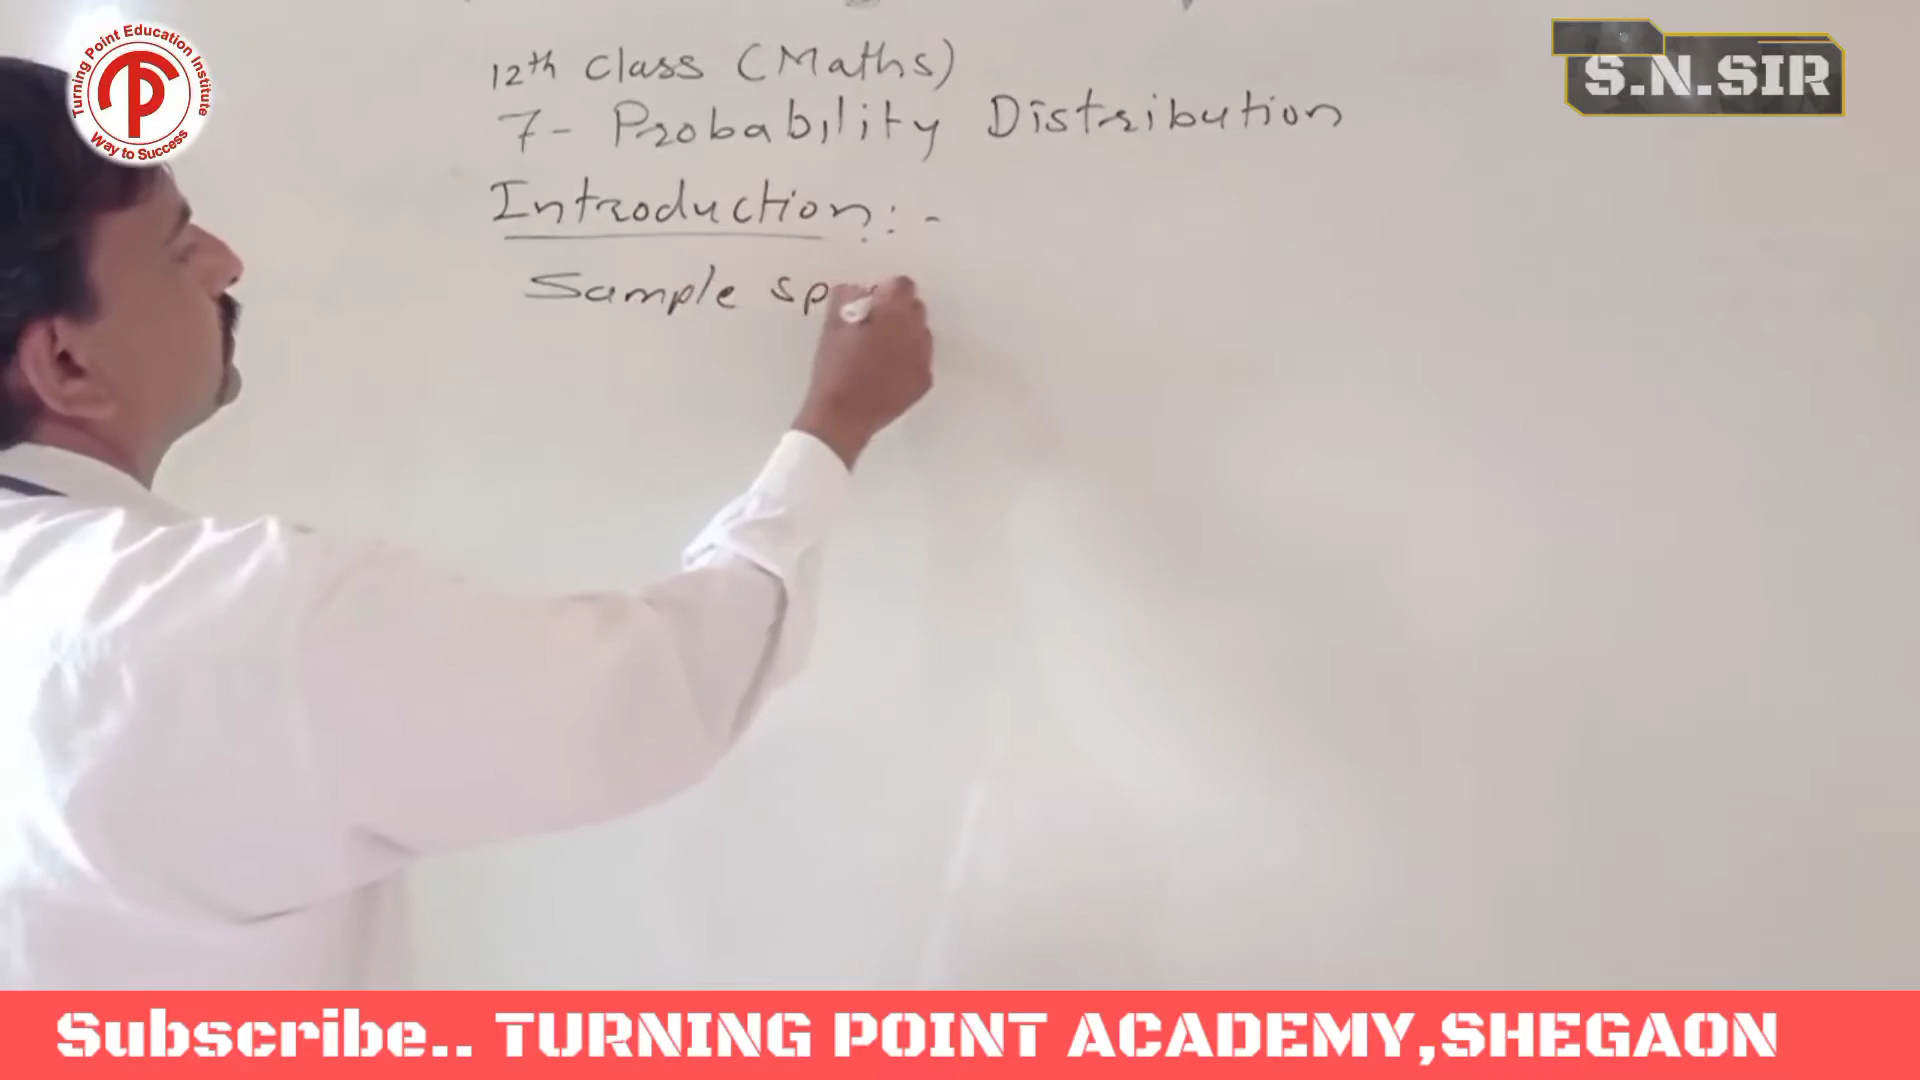 Turning Point Education Institute
Way to Success
S.N.SIR
12th class (Maths)
7- Probability Distribution
Introduction:-
Sample sp
Subscribe.. TURNING POINT ACADEMY,SHEGAON